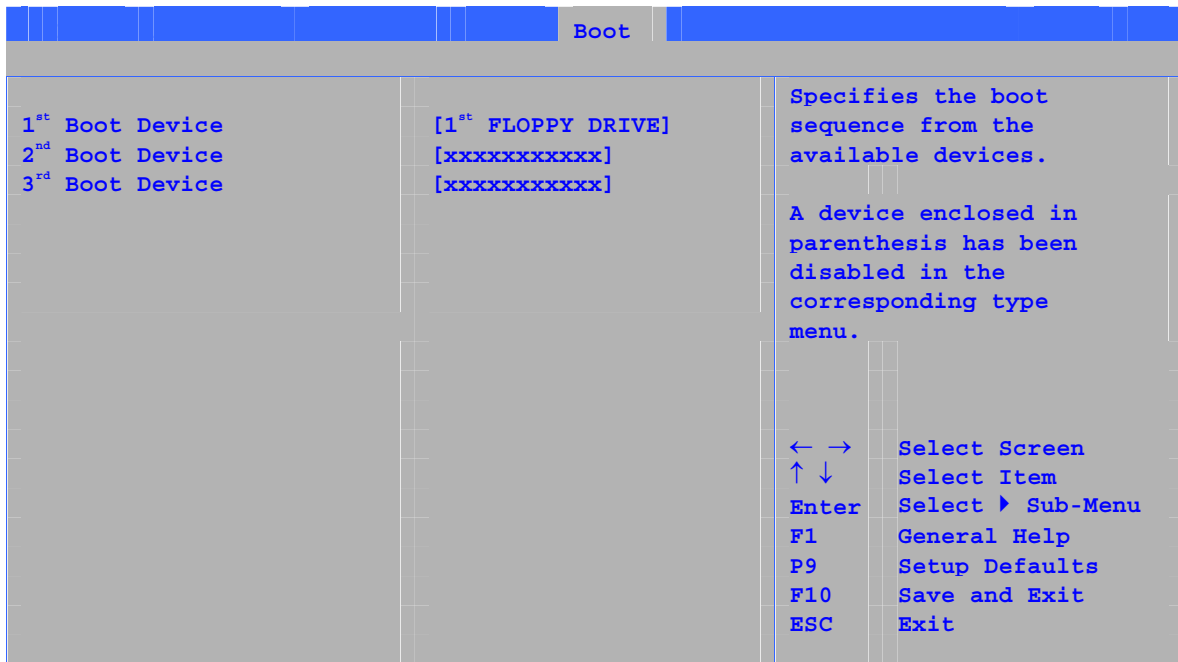 Boot
1st Boot Device [1st FLOPPY DRIVE]
2nd Boot Device [xxxxxxxxxxx]
3rd Boot Device [xxxxxxxxxxx]
Specifies the boot
sequence from the
available devices.
A device enclosed in
parenthesis has been
disabled in the
corresponding type
menu.
← → Select Screen
↑ ↓ Select Item
Enter Select ▶ Sub-Menu
F1 General Help
P9 Setup Defaults
F10 Save and Exit
ESC Exit